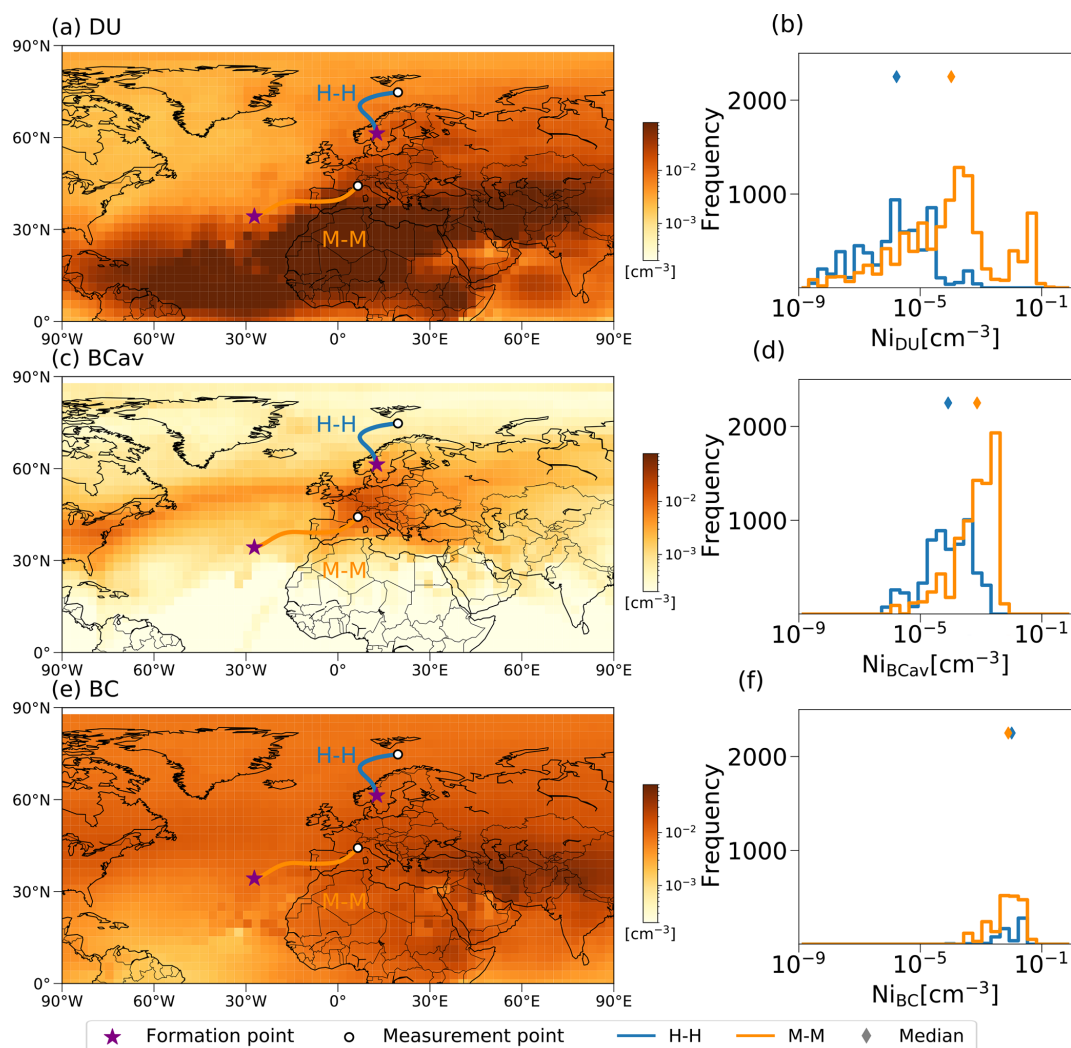 (a) DU
90°N
60°N
30°N
0°
90°W
60°W
30°W
0°
30°E
60°E
90°E
H-H
M-M
10⁻²
10⁻³
[cm⁻³]
(b)
Frequency
2000
1000
0
10⁻⁹
10⁻⁵
10⁻¹
Ni_DU[cm⁻³]
(c) BCav
90°N
60°N
30°N
0°
90°W
60°W
30°W
0°
30°E
60°E
90°E
H-H
M-M
10⁻²
10⁻³
[cm⁻³]
(d)
Frequency
2000
1000
0
10⁻⁹
10⁻⁵
10⁻¹
Ni_BCav[cm⁻³]
(e) BC
90°N
60°N
30°N
0°
90°W
60°W
30°W
0°
30°E
60°E
90°E
H-H
M-M
10⁻²
10⁻³
[cm⁻³]
(f)
Frequency
2000
1000
0
10⁻⁹
10⁻⁵
10⁻¹
Ni_BC[cm⁻³]
Formation point Measurement point H-H M-M Median